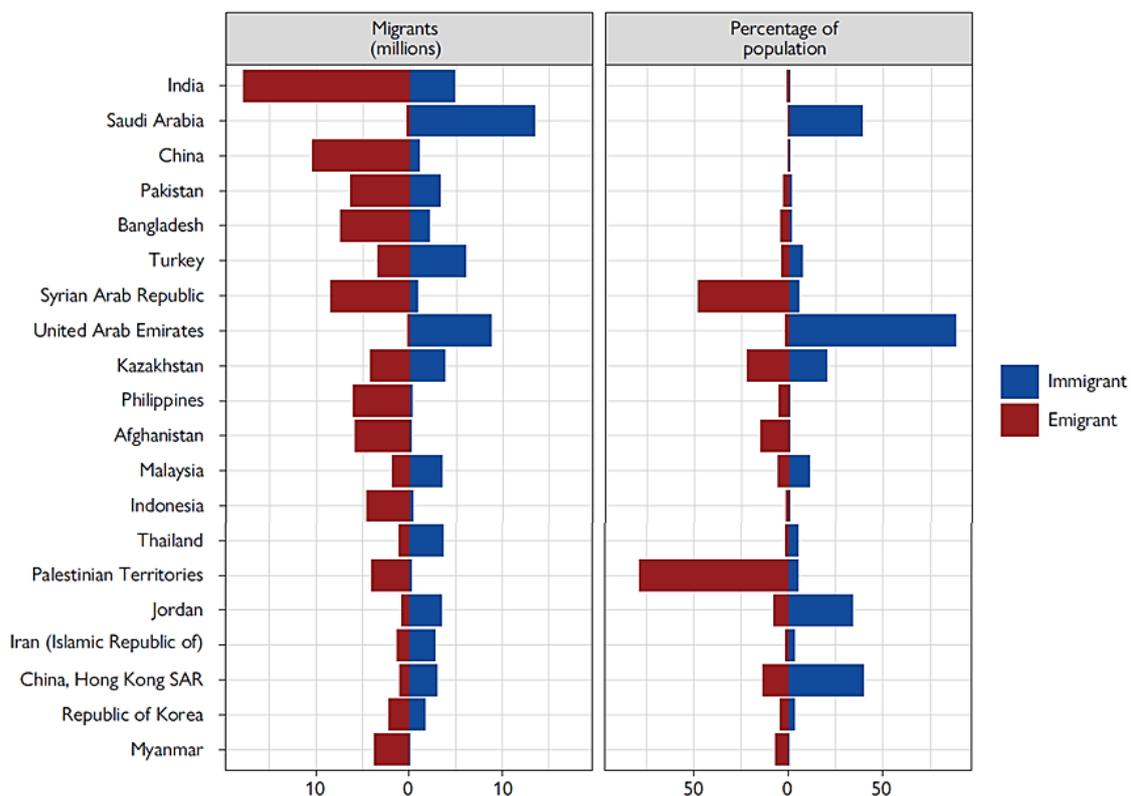 Migrants
(millions)
Percentage of
population
India
Saudi Arabia
China
Pakistan
Bangladesh
Turkey
Syrian Arab Republic
United Arab Emirates
Kazakhstan
Philippines
Afghanistan
Malaysia
Indonesia
Thailand
Palestinian Territories
Jordan
Iran (Islamic Republic of)
China, Hong Kong SAR
Republic of Korea
Myanmar
10 0 10
50 0 50
Immigrant
Emigrant